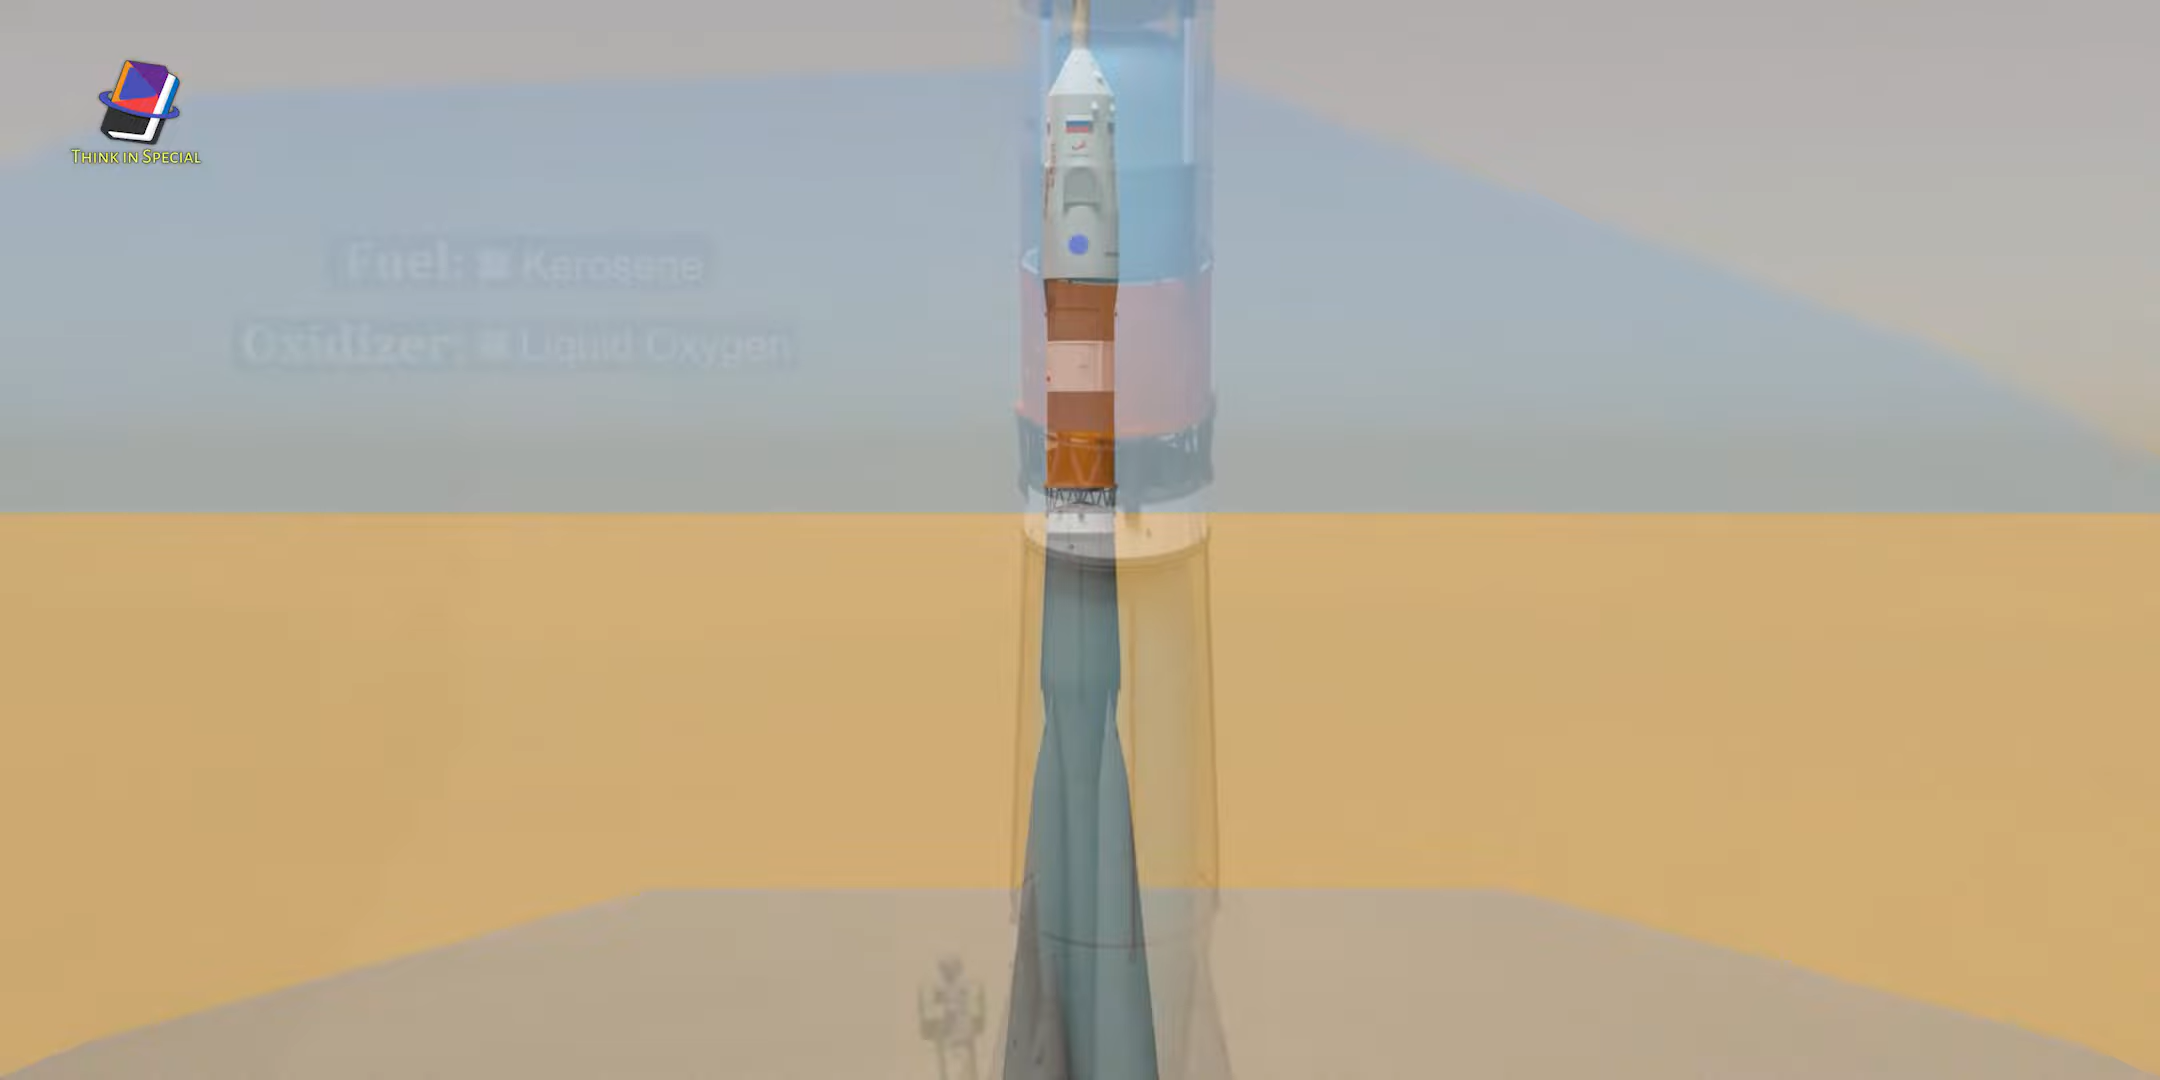 THINK IN SPECIAL
Fuel: Kerosene
Oxidizer: Liquid Oxygen